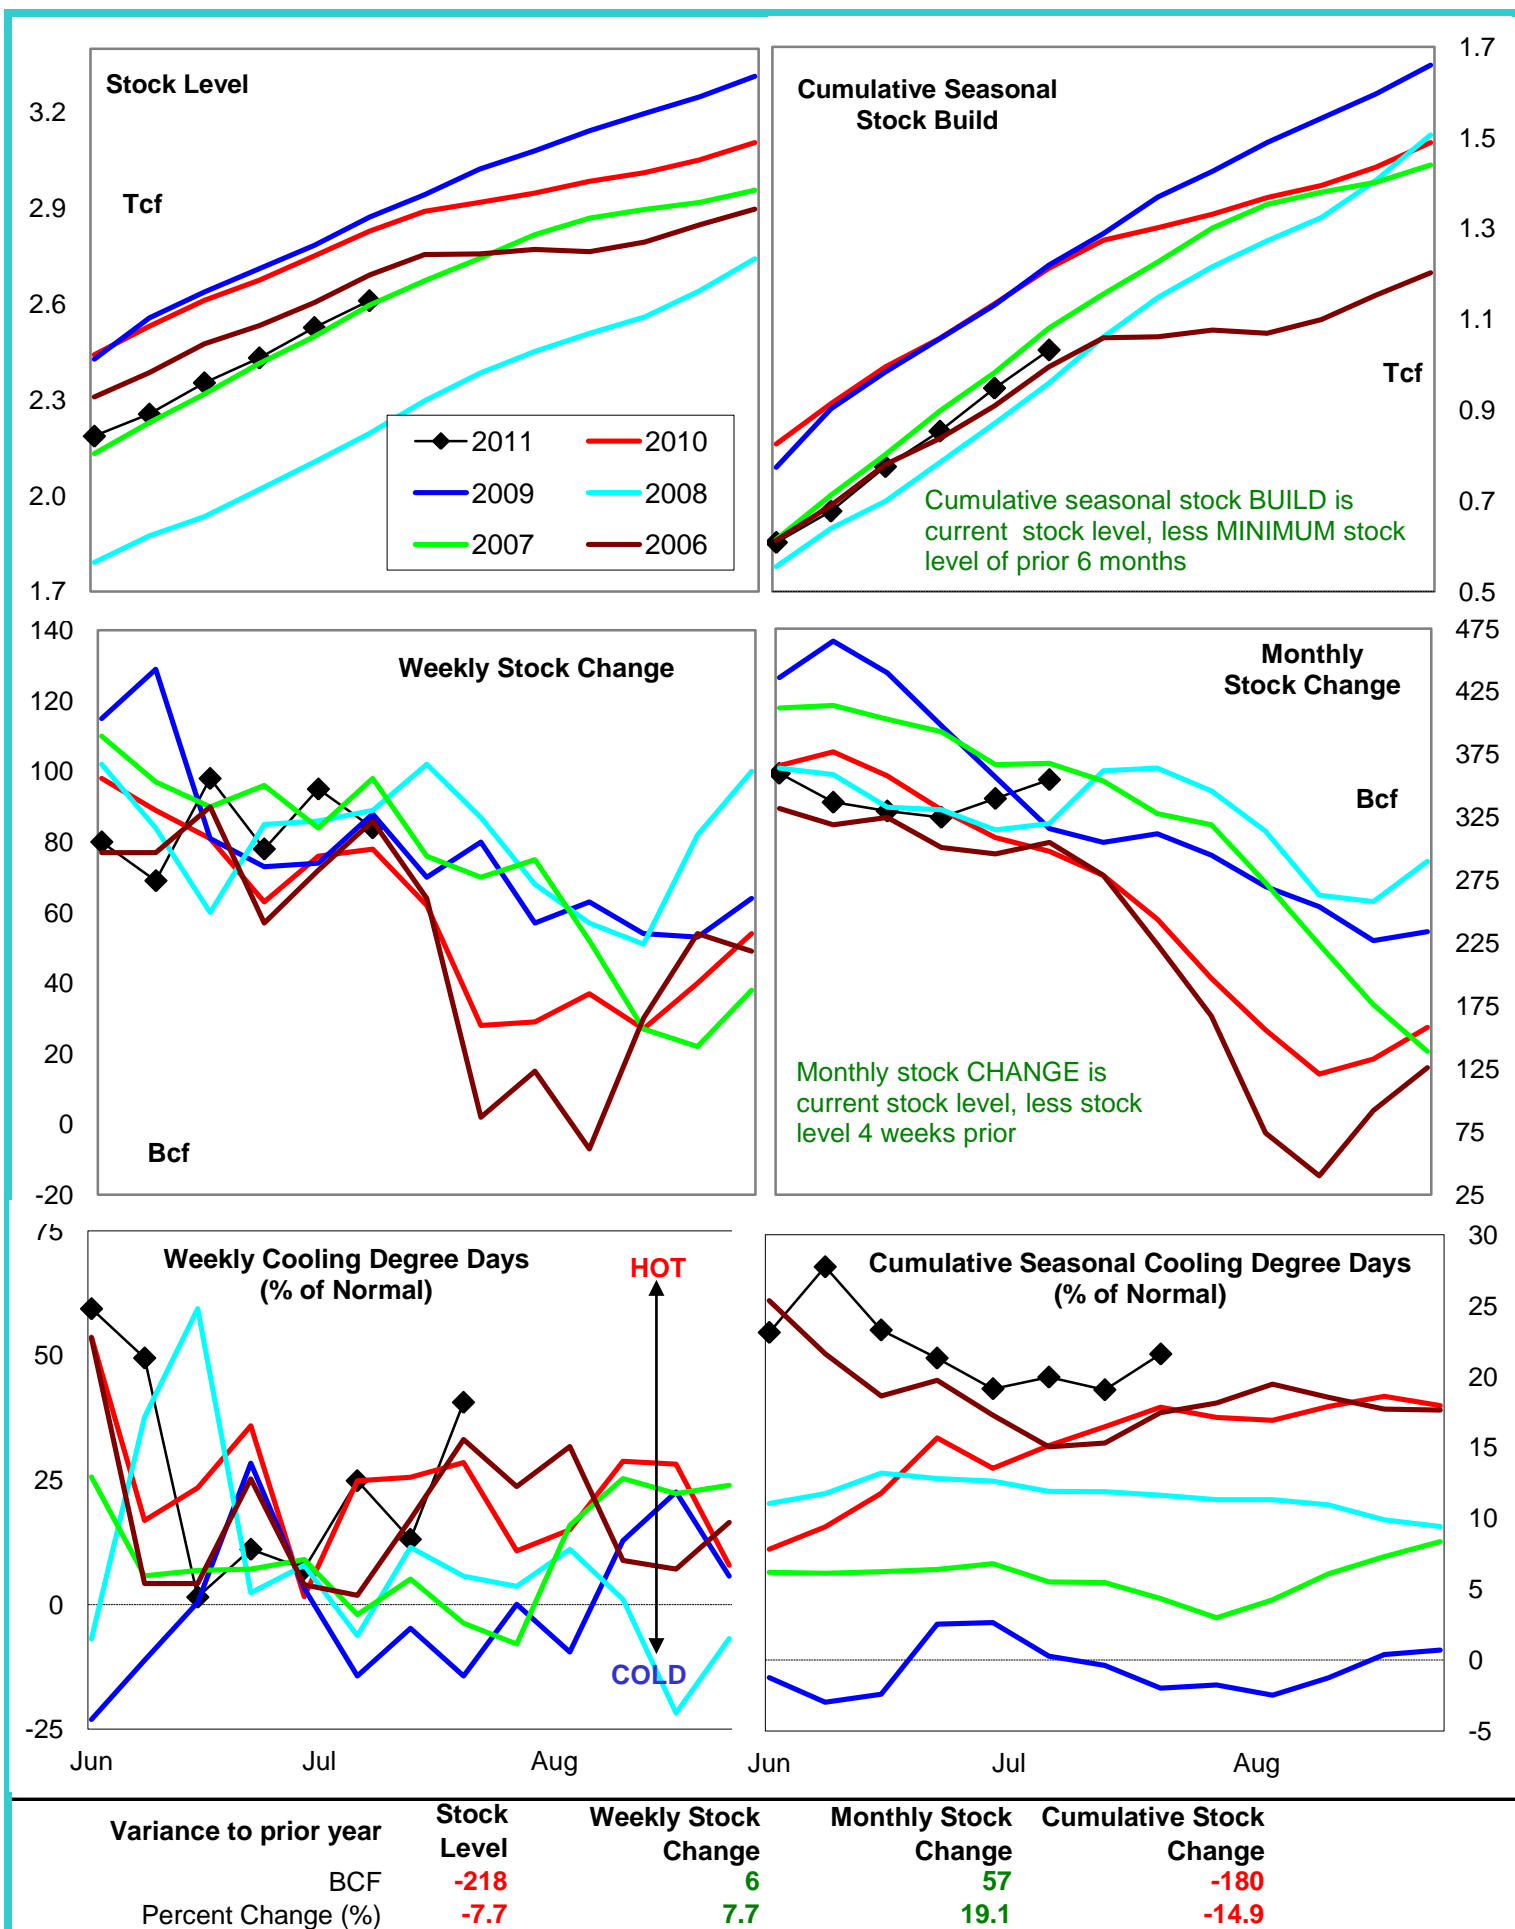 Stock Level
Tcf
3.2
2.9
2.6
2.3
2.0
1.7
2011
2010
2009
2008
2007
2006
Cumulative Seasonal
Stock Build
Tcf
1.7
1.5
1.3
1.1
0.9
0.7
0.5
Cumulative seasonal stock BUILD is
current stock level, less MINIMUM stock
level of prior 6 months
Weekly Stock Change
140
120
100
80
60
40
20
0
-20
Bcf
Monthly
Stock Change
Bcf
475
425
375
325
275
225
175
125
75
25
Monthly stock CHANGE is
current stock level, less stock
level 4 weeks prior
Weekly Cooling Degree Days
(% of Normal)
HOT
COLD
75
50
25
0
-25
Jun
Jul
Aug
Cumulative Seasonal Cooling Degree Days
(% of Normal)
30
25
20
15
10
5
0
-5
Jun
Jul
Aug
Variance to prior year
Stock
Level
Weekly Stock
Change
Monthly Stock
Change
Cumulative Stock
Change
BCF -218 6 57 -180
Percent Change (%) -7.7 7.7 19.1 -14.9